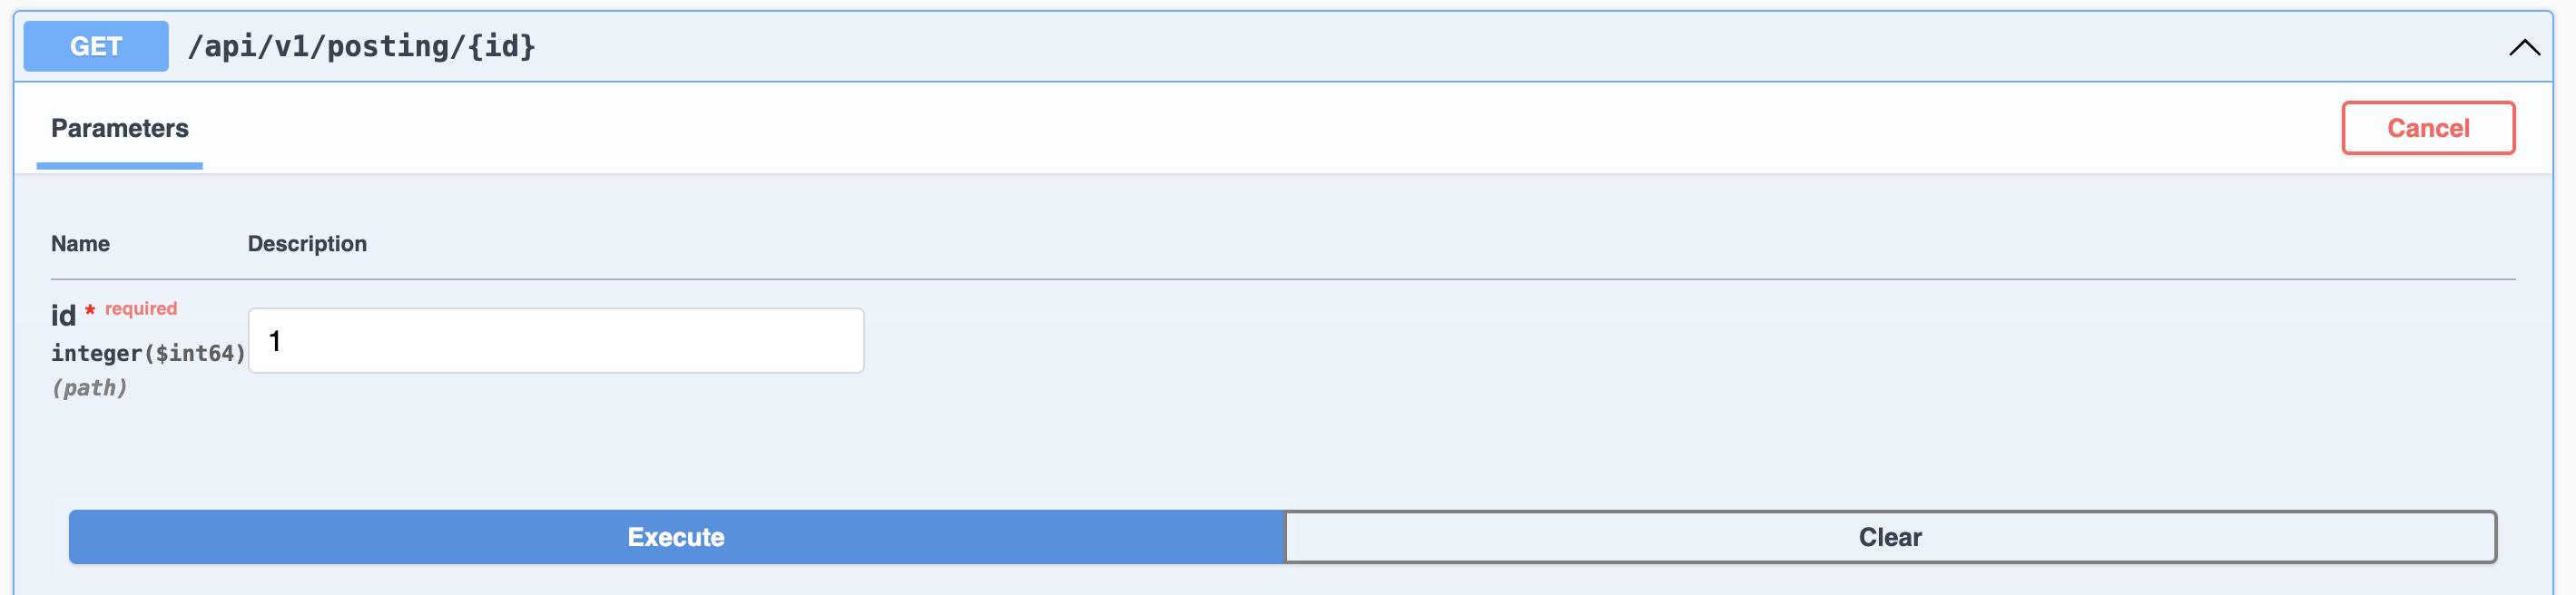 GET /api/v1/posting/{id}
Parameters
Cancel
Name Description
id * required
integer($int64)
(path)
1
Execute
Clear